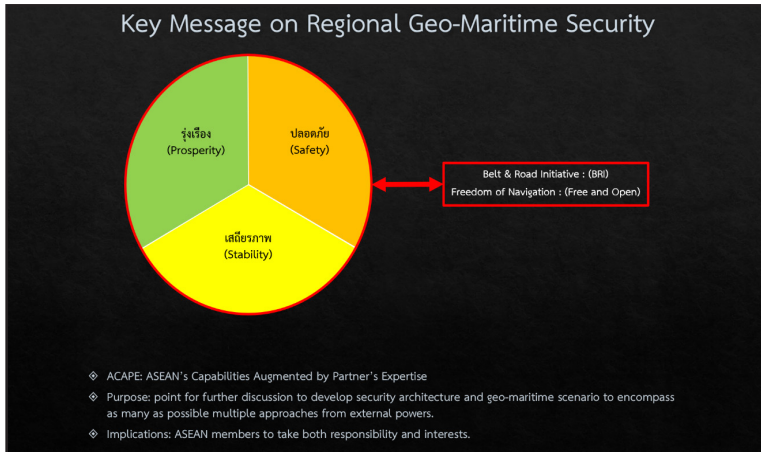 Key Message on Regional Geo-Maritime Security
รุ่งเรือง
(Prosperity)
ปลอดภัย
(Safety)
เสถียรภาพ
(Stability)
Belt & Road Initiative : (BRI)
Freedom of Navigation : (Free and Open)
ACAPE: ASEAN's Capabilities Augmented by Partner's Expertise
Purpose: point for further discussion to develop security architecture and geo-maritime scenario to encompass
as many as possible multiple approaches from external powers.
Implications: ASEAN members to take both responsibility and interests.